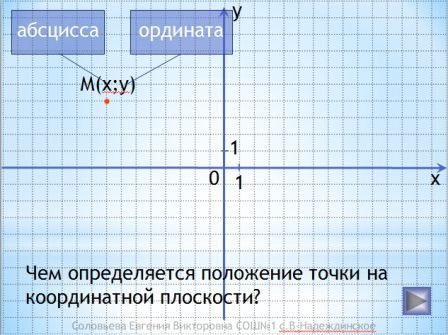 абсцисса
ордината
y
М(х;у)
1
0
1
x
Чем определяется положение точки на
координатной плоскости?
Соловьева Евгения Викторовна СОШ№1 с.В-Надеждинское